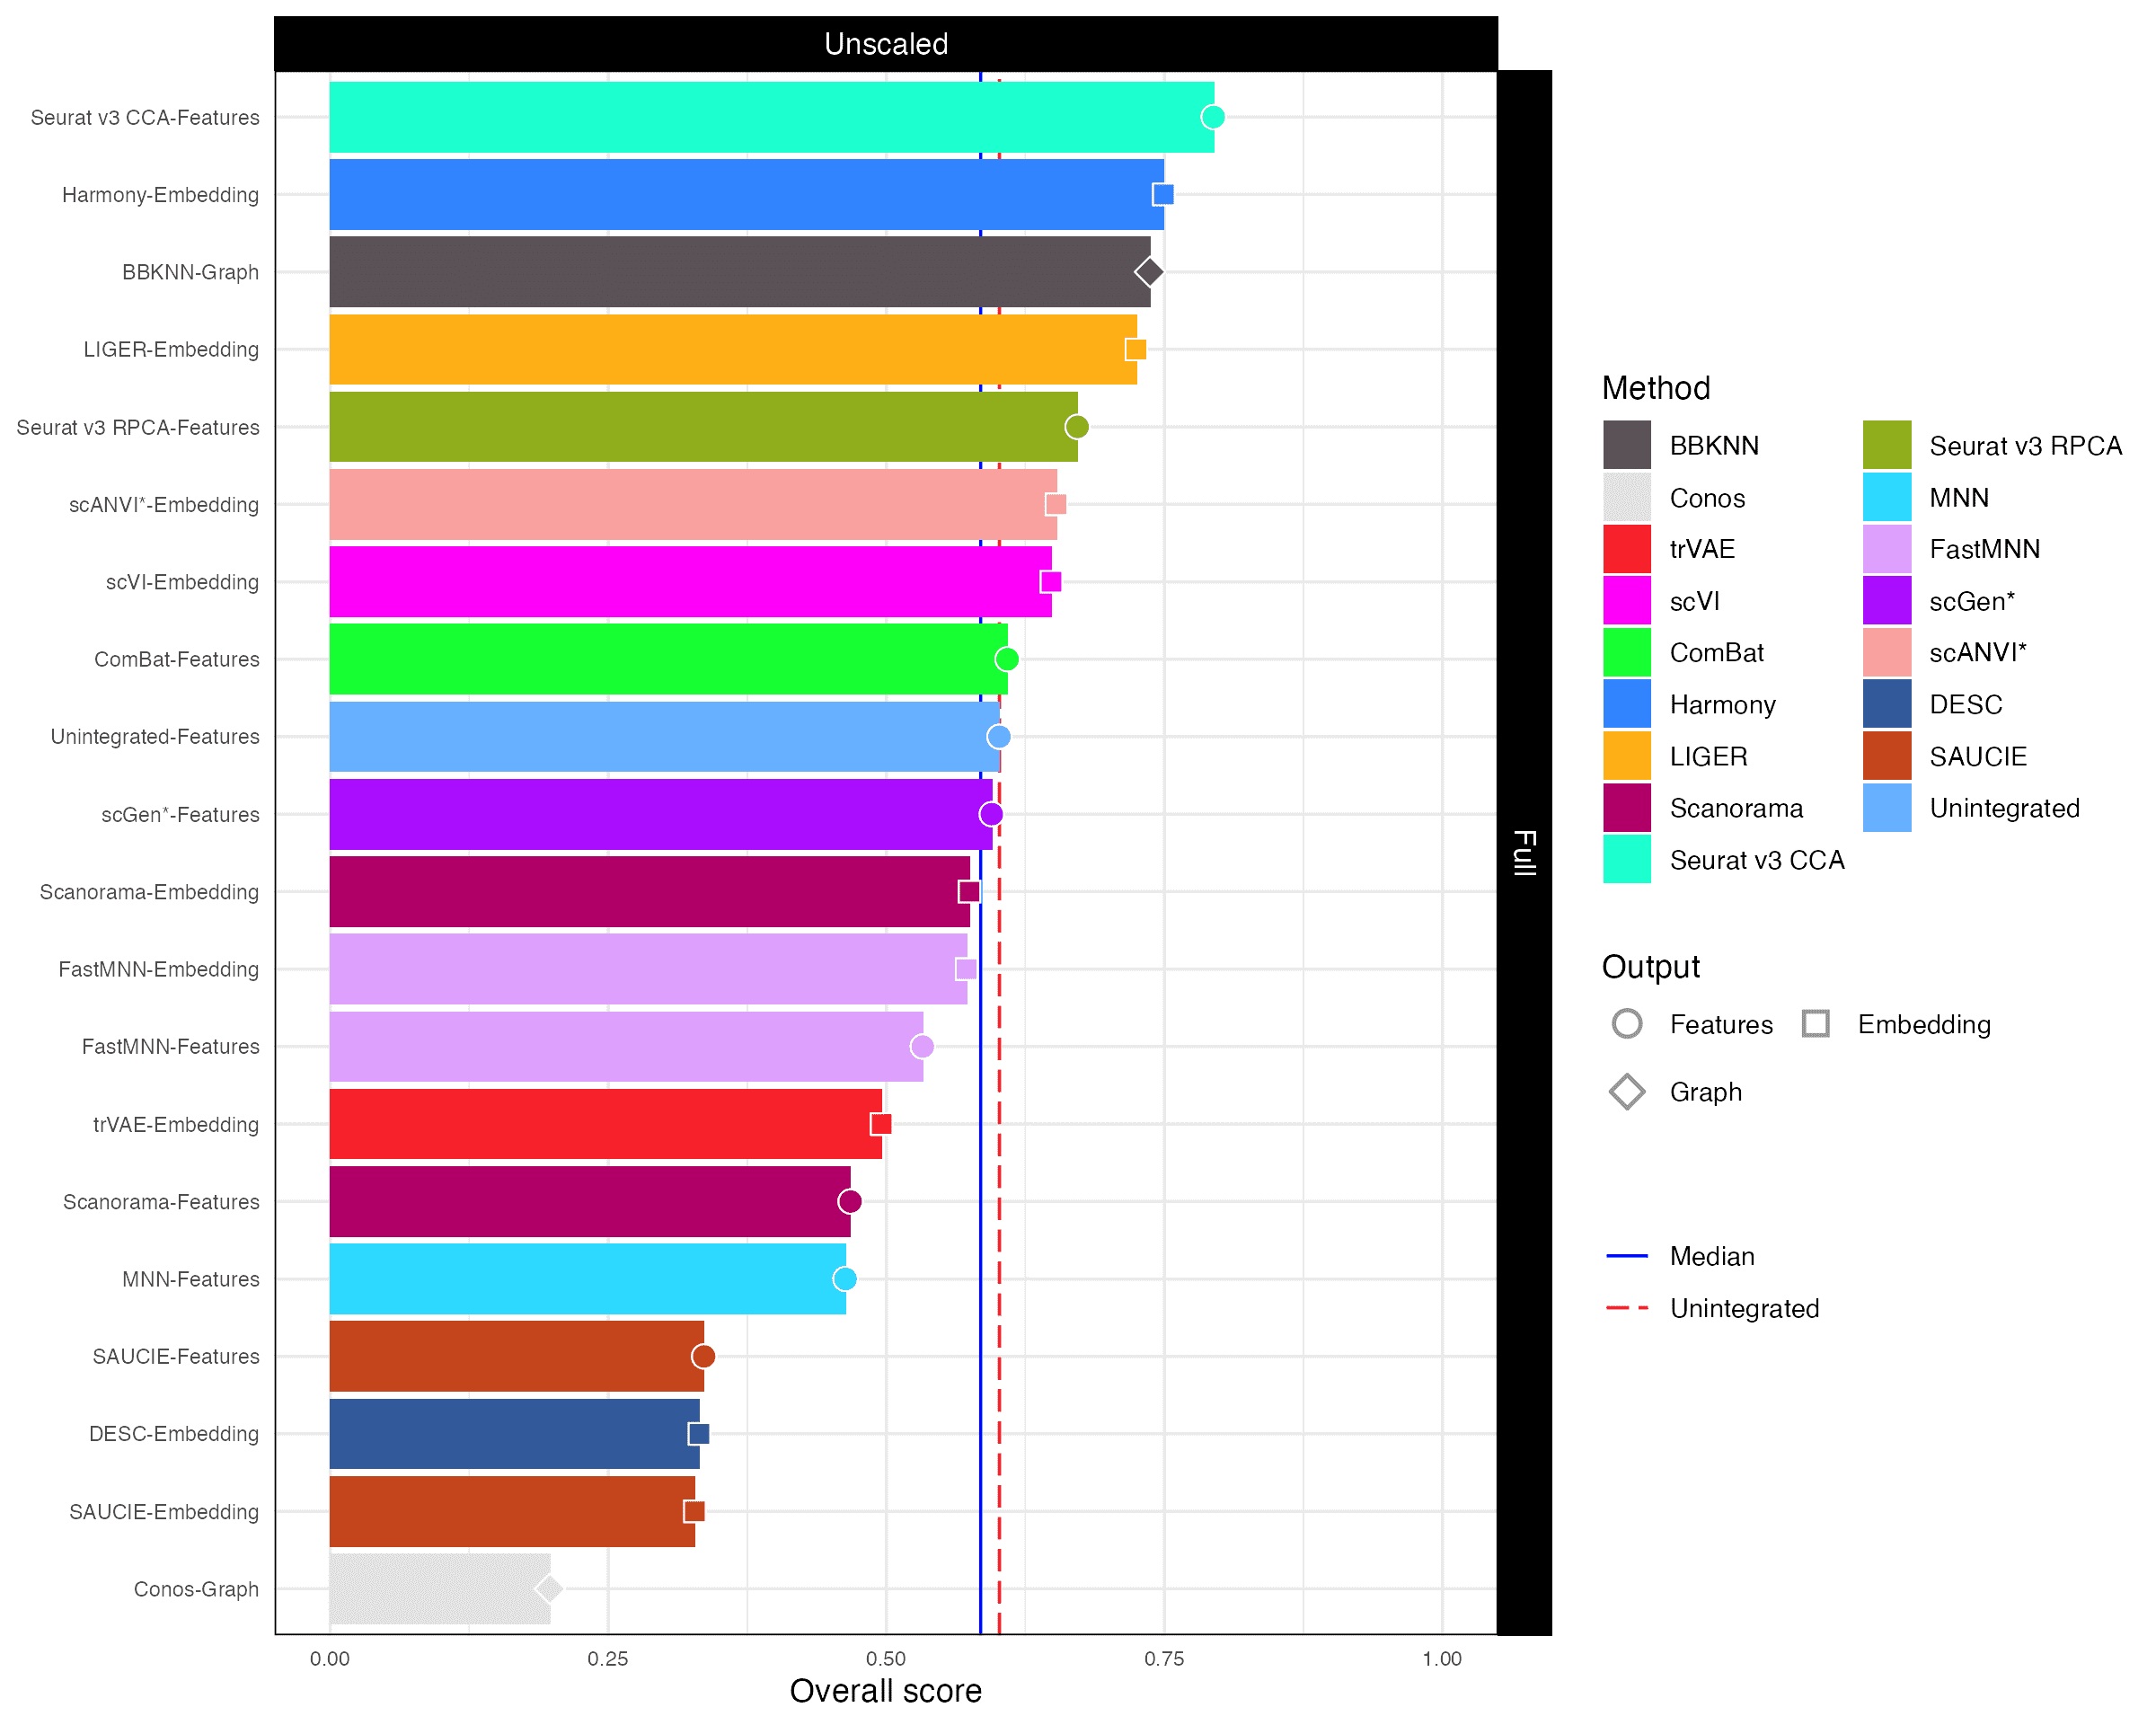 Unscaled
Seurat v3 CCA-Features
Harmony-Embedding
BBKNN-Graph
LIGER-Embedding
Seurat v3 RPCA-Features
scANVI*-Embedding
scVI-Embedding
ComBat-Features
Unintegrated-Features
scGen*-Features
Scanorama-Embedding
FastMNN-Embedding
FastMNN-Features
trVAE-Embedding
Scanorama-Features
MNN-Features
SAUCIE-Features
DESC-Embedding
SAUCIE-Embedding
Conos-Graph
0.00 0.25 0.50 0.75 1.00
Overall score
Full
Method
BBKNN
Conos
trVAE
scVI
ComBat
Harmony
LIGER
Scanorama
Seurat v3 CCA
Seurat v3 RPCA
MNN
FastMNN
scGen*
scANVI*
DESC
SAUCIE
Unintegrated
Output
Features Embedding
Graph
Median
Unintegrated